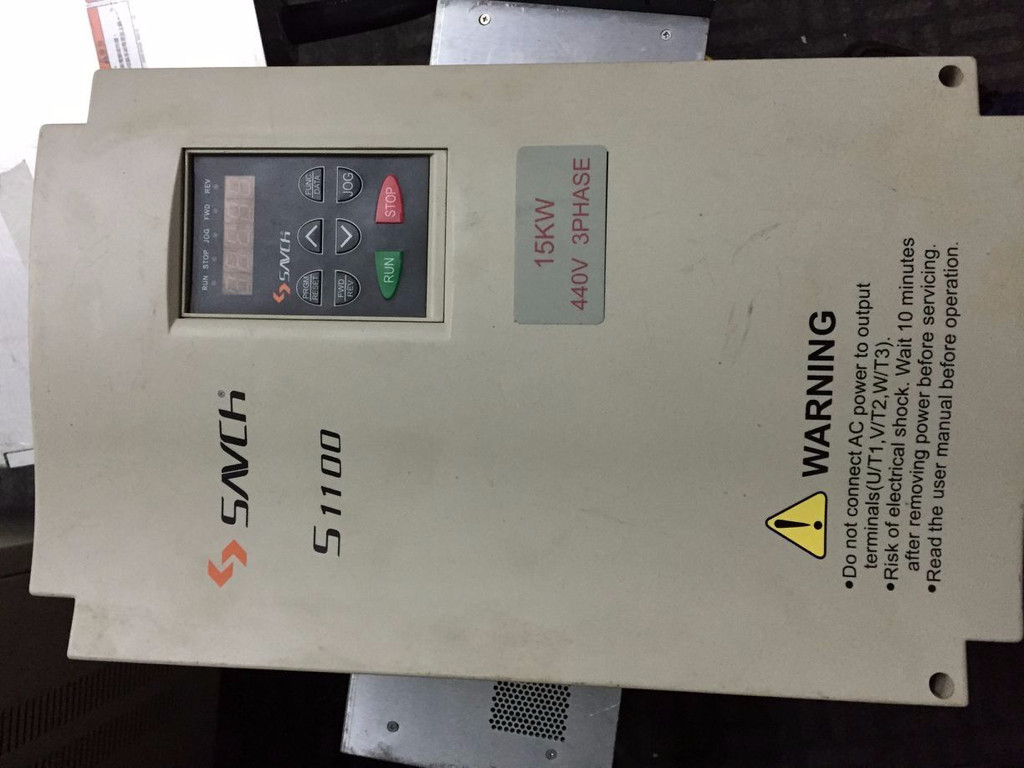 SAVCh®
S1100
RUN STOP JOG FWD REV
SAVCh
PRGM
RESET
FUNC
DATA
FWD
REV
JOG
RUN
STOP
15KW
440V 3PHASE
WARNING
•Do not connect AC power to output
terminals(U/T1,V/T2,W/T3).
•Risk of electrical shock. Wait 10 minutes
after removing power before servicing.
•Read the user manual before operation.